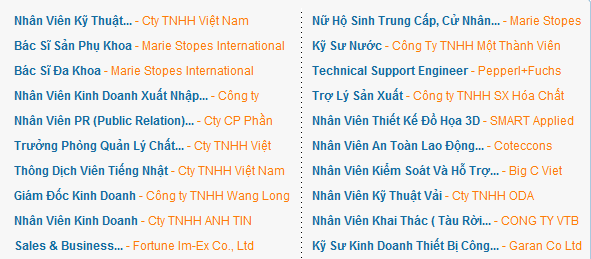 Nhân Viên Kỹ Thuật... - Cty TNHH Việt Nam
Bác Sĩ Sản Phụ Khoa - Marie Stopes International
Bác Sĩ Đa Khoa - Marie Stopes International
Nhân Viên Kinh Doanh Xuất Nhập... - Công ty
Nhân Viên PR (Public Relation)... - Cty CP Phần
Trưởng Phòng Quản Lý Chất... - Cty TNHH Việt
Thông Dịch Viên Tiếng Nhật - Cty TNHH Việt Nam
Giám Đốc Kinh Doanh - Công ty TNHH Wang Long
Nhân Viên Kinh Doanh - Cty TNHH ANH TIN
Sales & Business... - Fortune Im-Ex Co., Ltd
Nữ Hộ Sinh Trung Cấp, Cử Nhân... - Marie Stopes
Kỹ Sư Nước - Công Ty TNHH Một Thành Viên
Technical Support Engineer - Pepperl+Fuchs
Trợ Lý Sản Xuất - Công ty TNHH SX Hóa Chất
Nhân Viên Thiết Kế Đồ Họa 3D - SMART Applied
Nhân Viên An Toàn Lao Động... - Coteccons
Nhân Viên Kiểm Soát Và Hỗ Trợ... - Big C Viet
Nhân Viên Kỹ Thuật Vải - Cty TNHH ODA
Nhân Viên Khai Thác ( Tàu Rời... - CONG TY VTB
Kỹ Sư Kinh Doanh Thiết Bị Công... - Garan Co Ltd